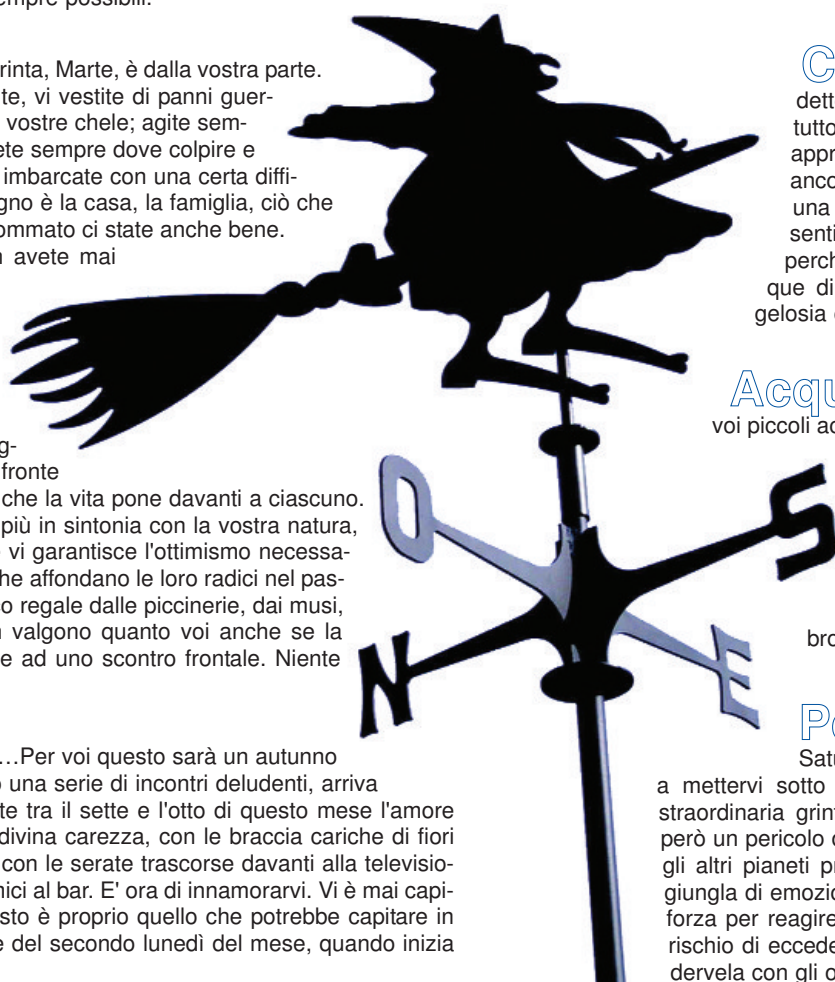 sempre possibili.
rinta, Marte, è dalla vostra parte.
te, vi vestite di panni guer-
vostre chele; agite sem-
ete sempre dove colpire e
imbarcate con una certa diffi-
gno è la casa, la famiglia, ciò che
ommato ci state anche bene.
avete mai
g-
fronte
che la vita pone davanti a ciascuno.
più in sintonia con la vostra natura,
vi garantisce l'ottimismo necessa-
he affondano le loro radici nel pas-
o regale dalle piccinerie, dai musi,
valgono quanto voi anche se la
e ad uno scontro frontale. Niente
...Per voi questo sarà un autunno
una serie di incontri deludenti, arriva
te tra il sette e l'otto di questo mese l'amore
divina carezza, con le braccia cariche di fiori
con le serate trascorse davanti alla televisio-
nici al bar. E' ora di innamorarvi. Vi è mai capi-
sto è proprio quello che potrebbe capitare in
e del secondo lunedì del mese, quando inizia
O
S
N
E
C
dett
tutto
appr
anco
una
senti
perch
que di
gelosia
Acqu
voi piccoli ac
bro
P
Satu
a mettervi sotto
straordinaria grin
però un pericolo
gli altri pianeti p
giungla di emozio
forza per reagire
rischio di eccede
dervela con gli o